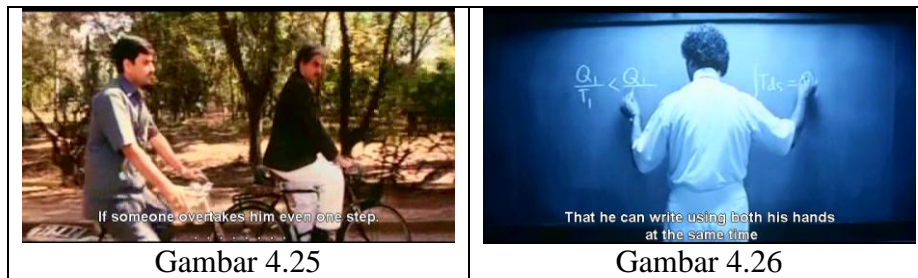 If someone overtakes him even one step.
Gambar 4.25
Q₁/T₁ < Q₁
∫Tds =
That he can write using both his hands
at the same time
Gambar 4.26